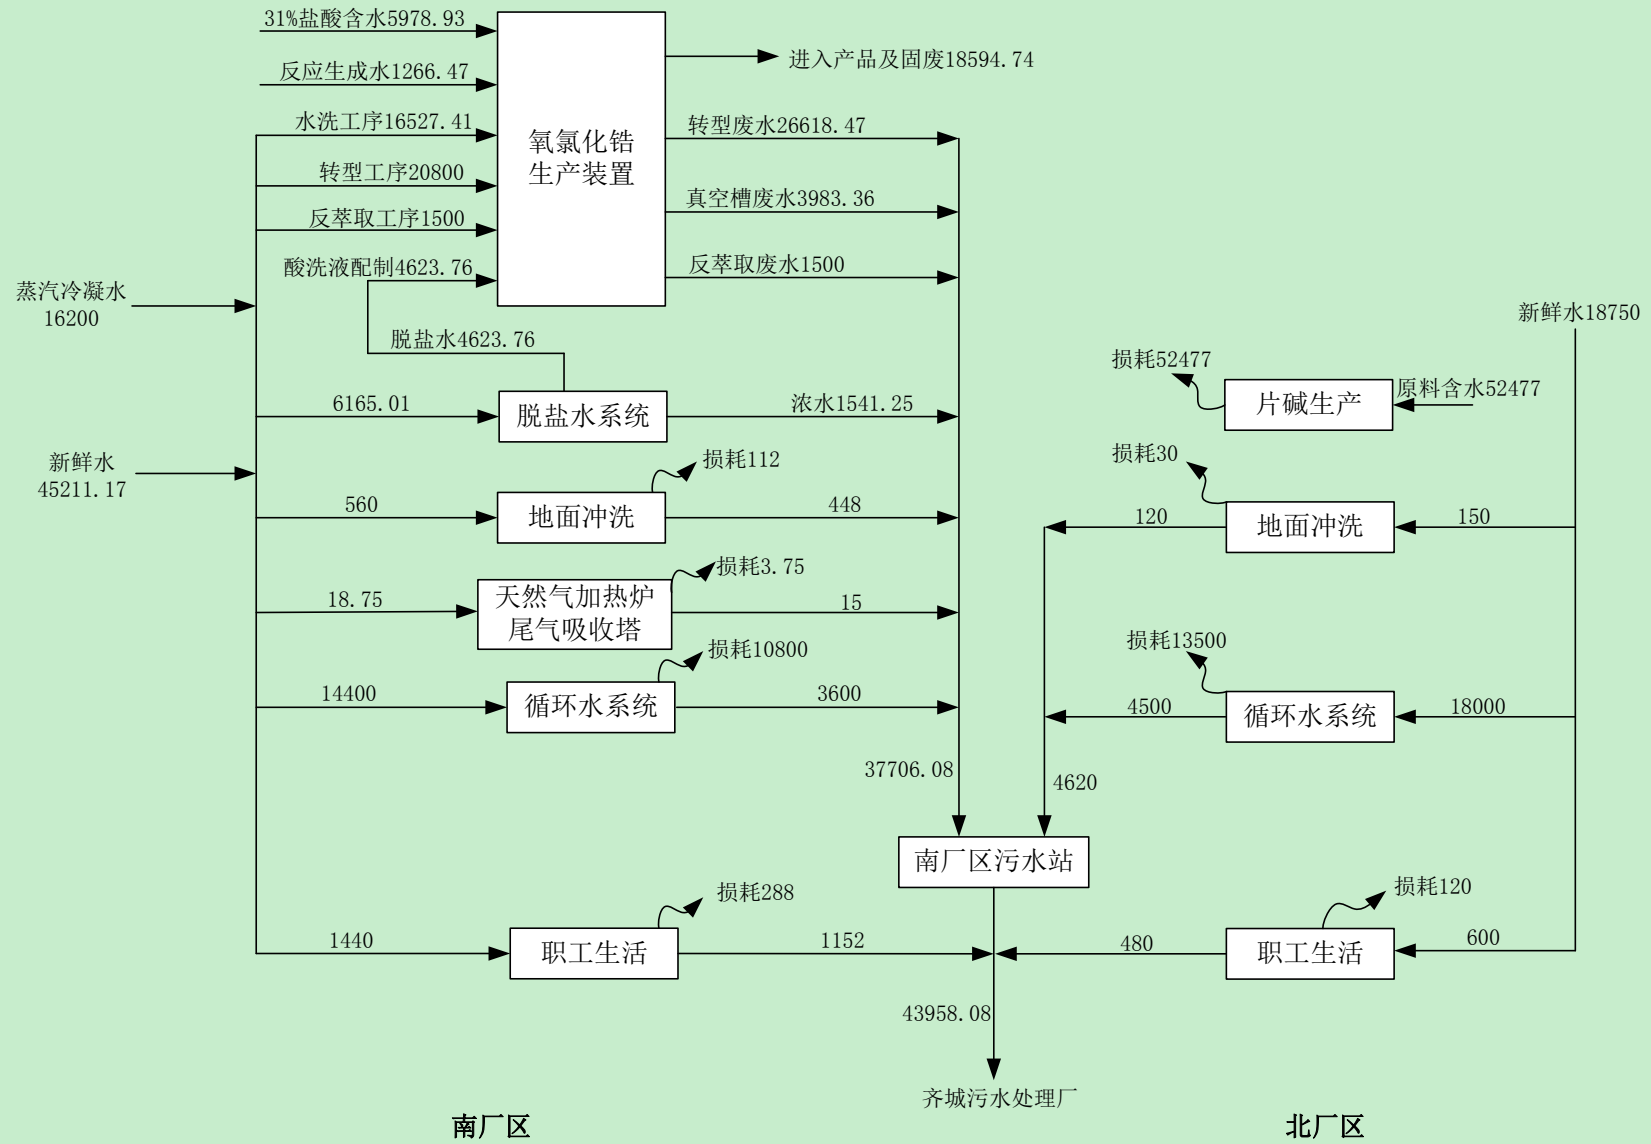 31%盐酸含水5978.93
反应生成水1266.47
水洗工序16527.41
转型工序20800
反萃取工序1500
酸洗液配制4623.76
氧氯化锆
生产装置
进入产品及固废18594.74
转型废水26618.47
真空槽废水3983.36
反萃取废水1500
蒸汽冷凝水
16200
脱盐水4623.76
6165.01
脱盐水系统
浓水1541.25
新鲜水
45211.17
560
地面冲洗
损耗112
448
18.75
天然气加热炉
尾气吸收塔
损耗3.75
15
14400
循环水系统
损耗10800
3600
37706.08
新鲜水18750
损耗52477
片碱生产
原料含水52477
损耗30
120
地面冲洗
150
损耗13500
4500
循环水系统
18000
4620
南厂区污水站
1440
职工生活
损耗288
1152
480
职工生活
损耗120
600
43958.08
齐城污水处理厂
南厂区
北厂区